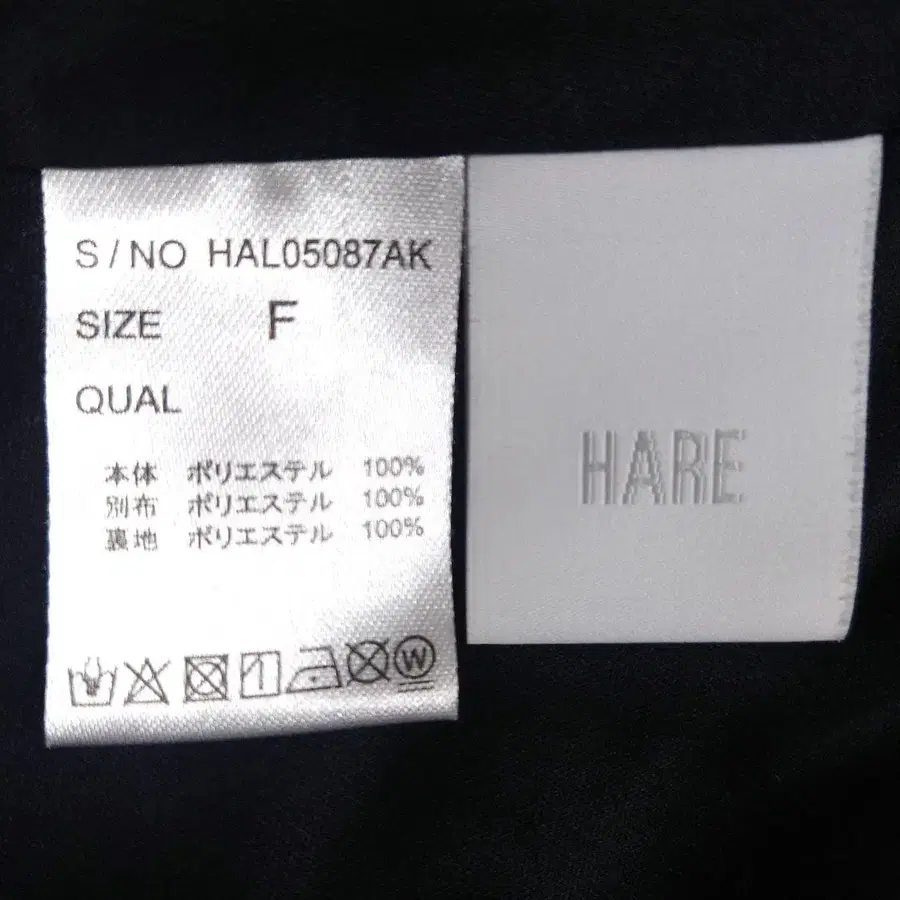 S / NO HAL05087AK
SIZE F
QUAL
本体 ポリエステル 100%
別布 ポリエステル 100%
裏地 ポリエステル 100%
W
HARE